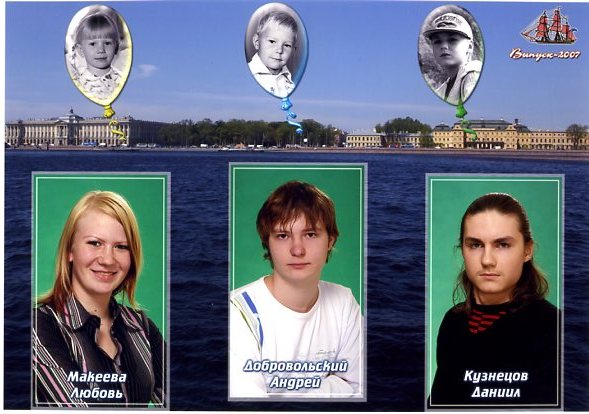 Выпуск-2007
Макеева
Любовь
Добровольский
Андрей
Кузнецов
Даниил